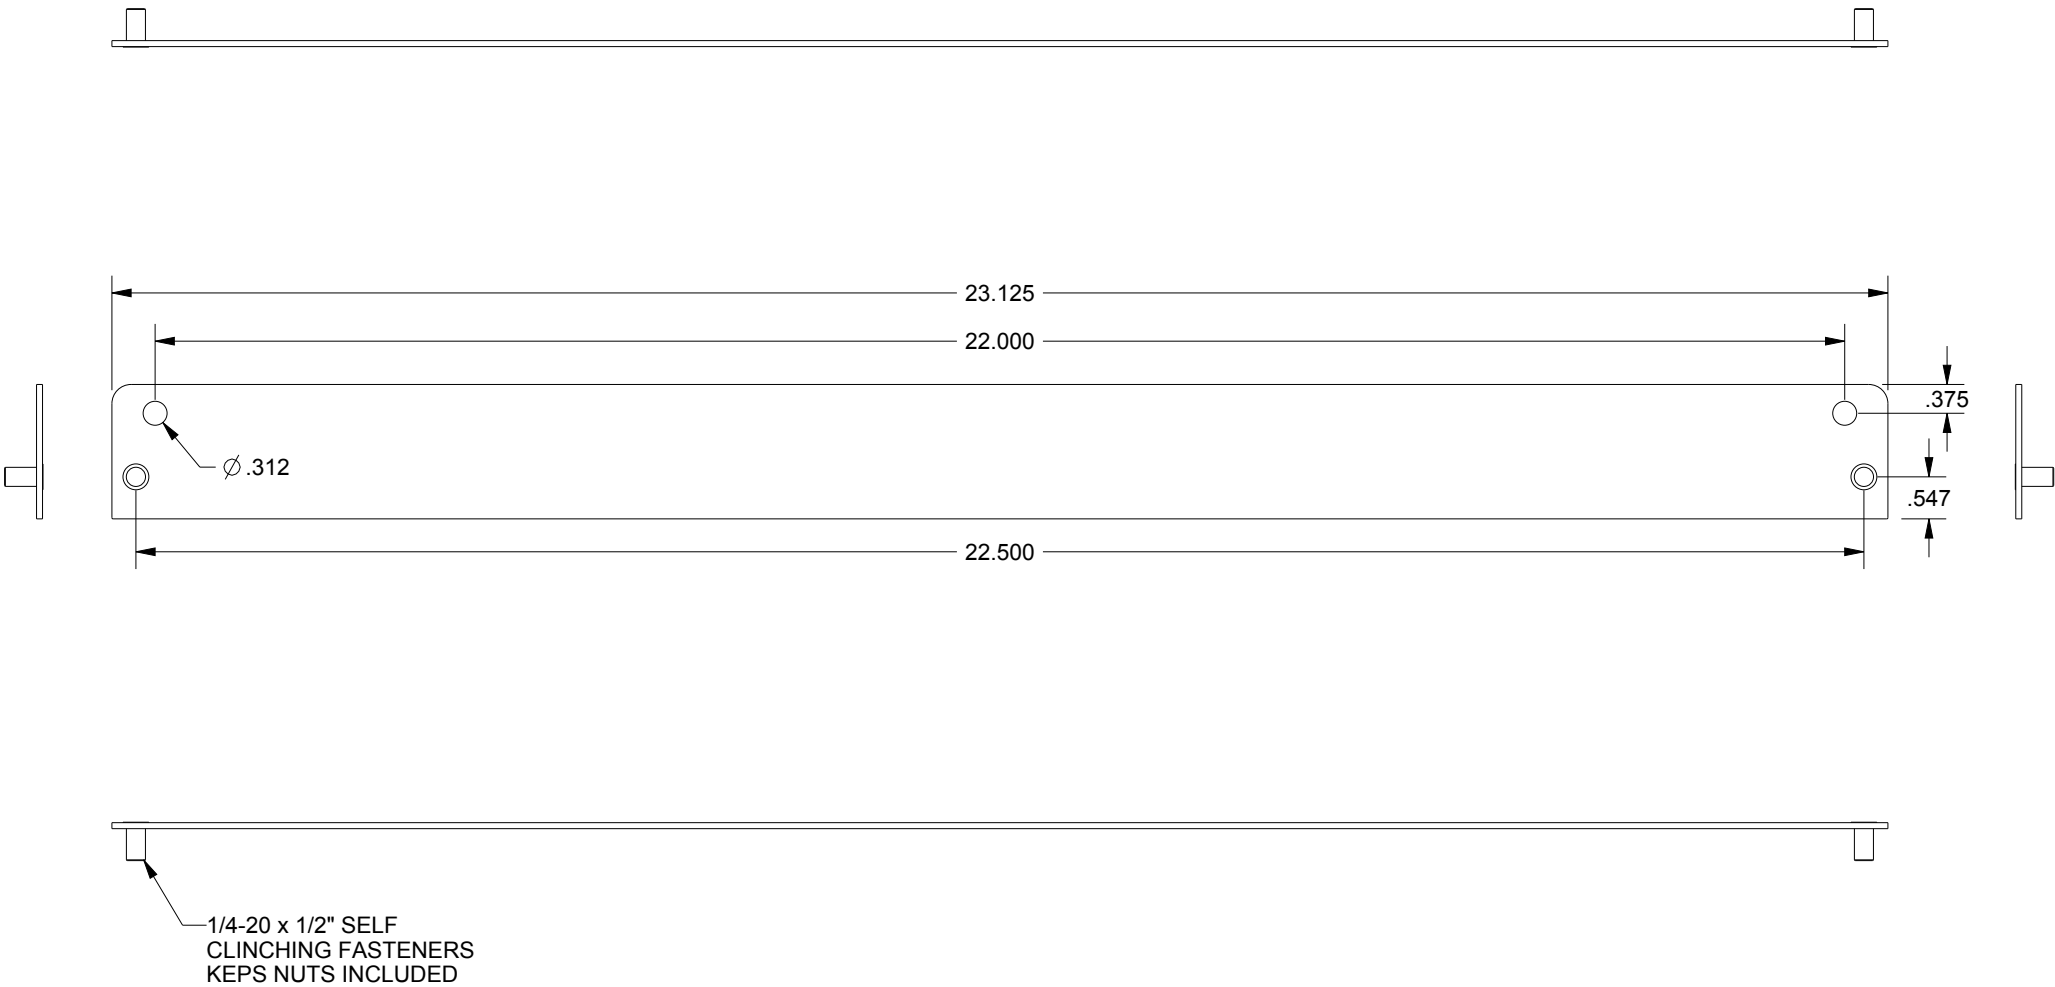 23.125
22.000
.375
⌀ .312
.547
22.500
1/4-20 x 1/2" SELF
CLINCHING FASTENERS
KEPS NUTS INCLUDED